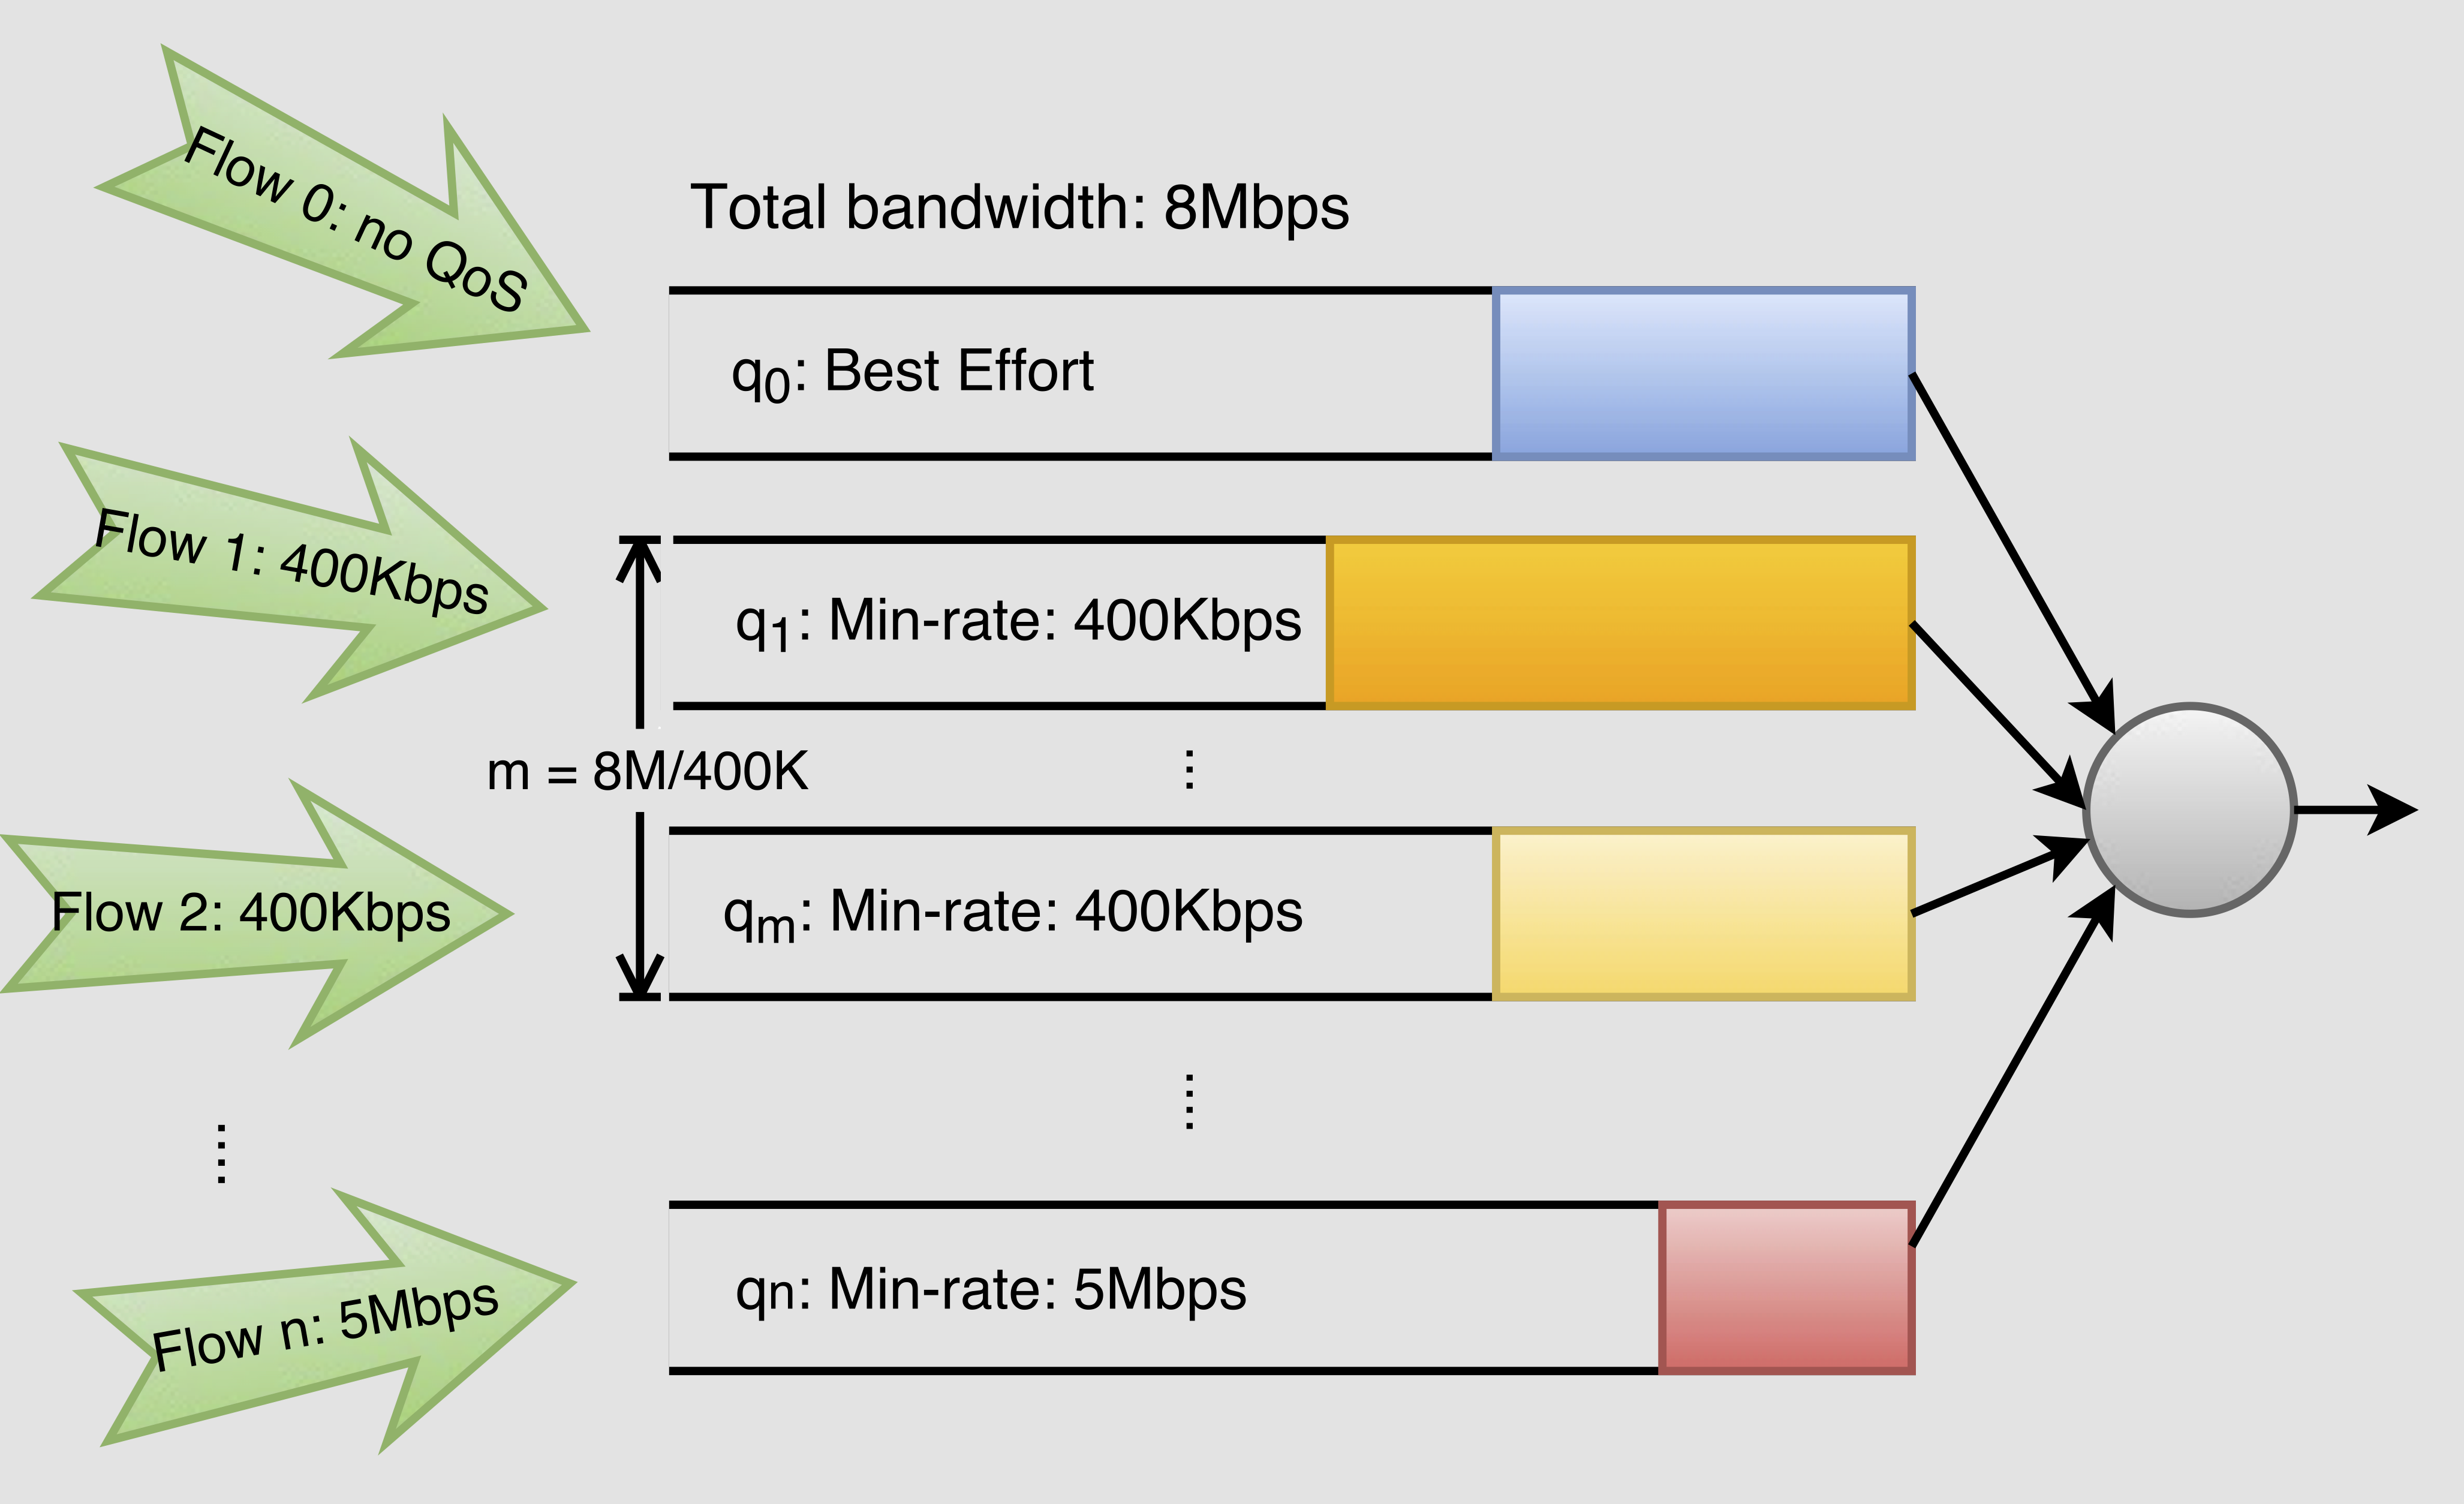 Flow 0: no QoS
Total bandwidth: 8Mbps
q0: Best Effort
Flow 1: 400Kbps
q1: Min-rate: 400Kbps
m = 8M/400K
Flow 2: 400Kbps
qm: Min-rate: 400Kbps
Flow n: 5Mbps
qn: Min-rate: 5Mbps